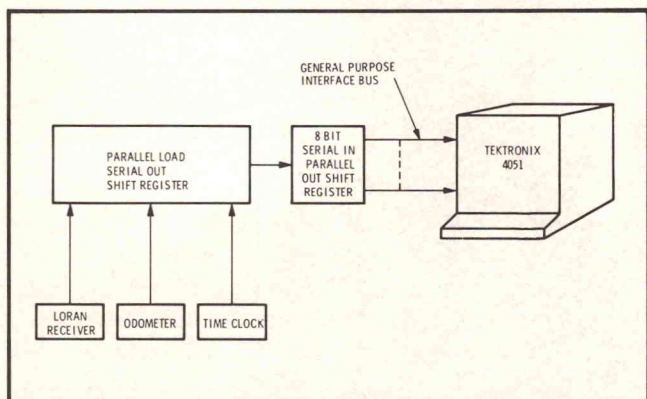 GENERAL PURPOSE
INTERFACE BUS
PARALLEL LOAD
SERIAL OUT
SHIFT REGISTER
8 BIT
SERIAL IN
PARALLEL
OUT SHIFT
REGISTER
TEKTRONIX
4051
LORAN
RECEIVER
ODOMETER
TIME CLOCK